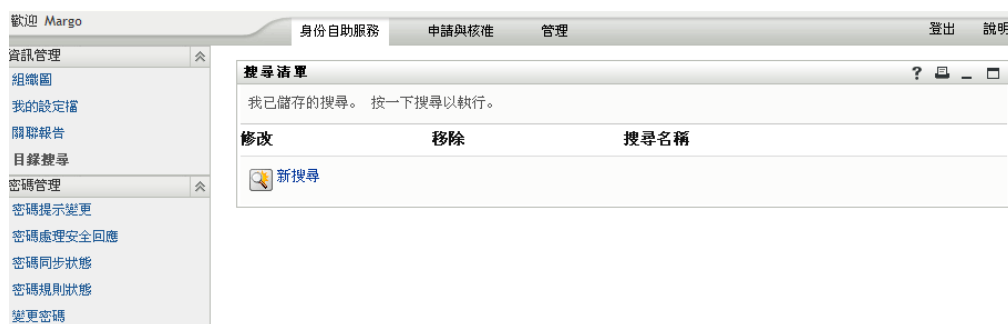 歡迎 Margo
身份自助服務 申請與核准 管理 登出 說明
資訊管理
組織圖
我的設定檔
關聯報告
目錄搜尋
密碼管理
密碼提示變更
密碼處理安全回應
密碼同步狀態
密碼規則狀態
變更密碼
搜尋清單
我已儲存的搜尋。 按一下搜尋以執行。
修改 移除 搜尋名稱
新搜尋